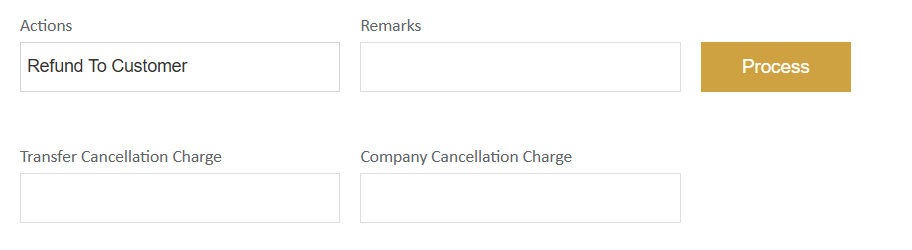 Actions
Remarks
Refund To Customer
Process
Transfer Cancellation Charge
Company Cancellation Charge